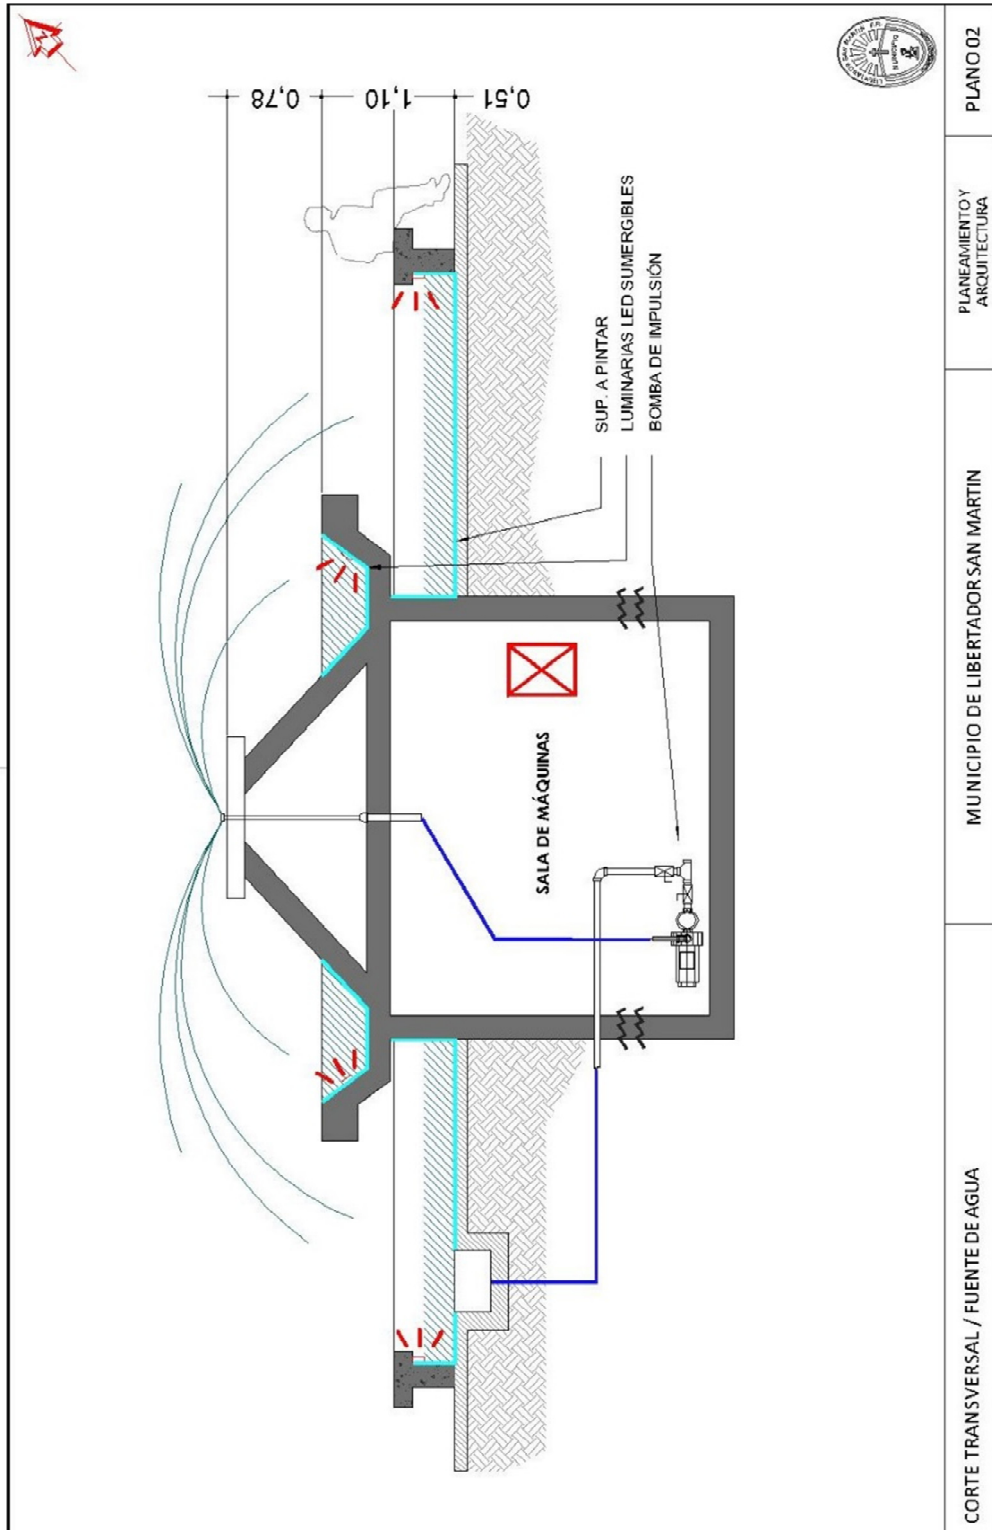 0,78
1,10
0,51
SUP. A PINTAR
LUMINARIAS LED SUMERGIBLES
BOMBA DE IMPULSIÓN
SALA DE MÁQUINAS
CORTE TRANSVERSAL / FUENTE DE AGUA
MUNICIPIO DE LIBERTADOR SAN MARTIN
PLANEAMIENTO Y
ARQUITECTURA
PLANO 02
MUNICIPIO